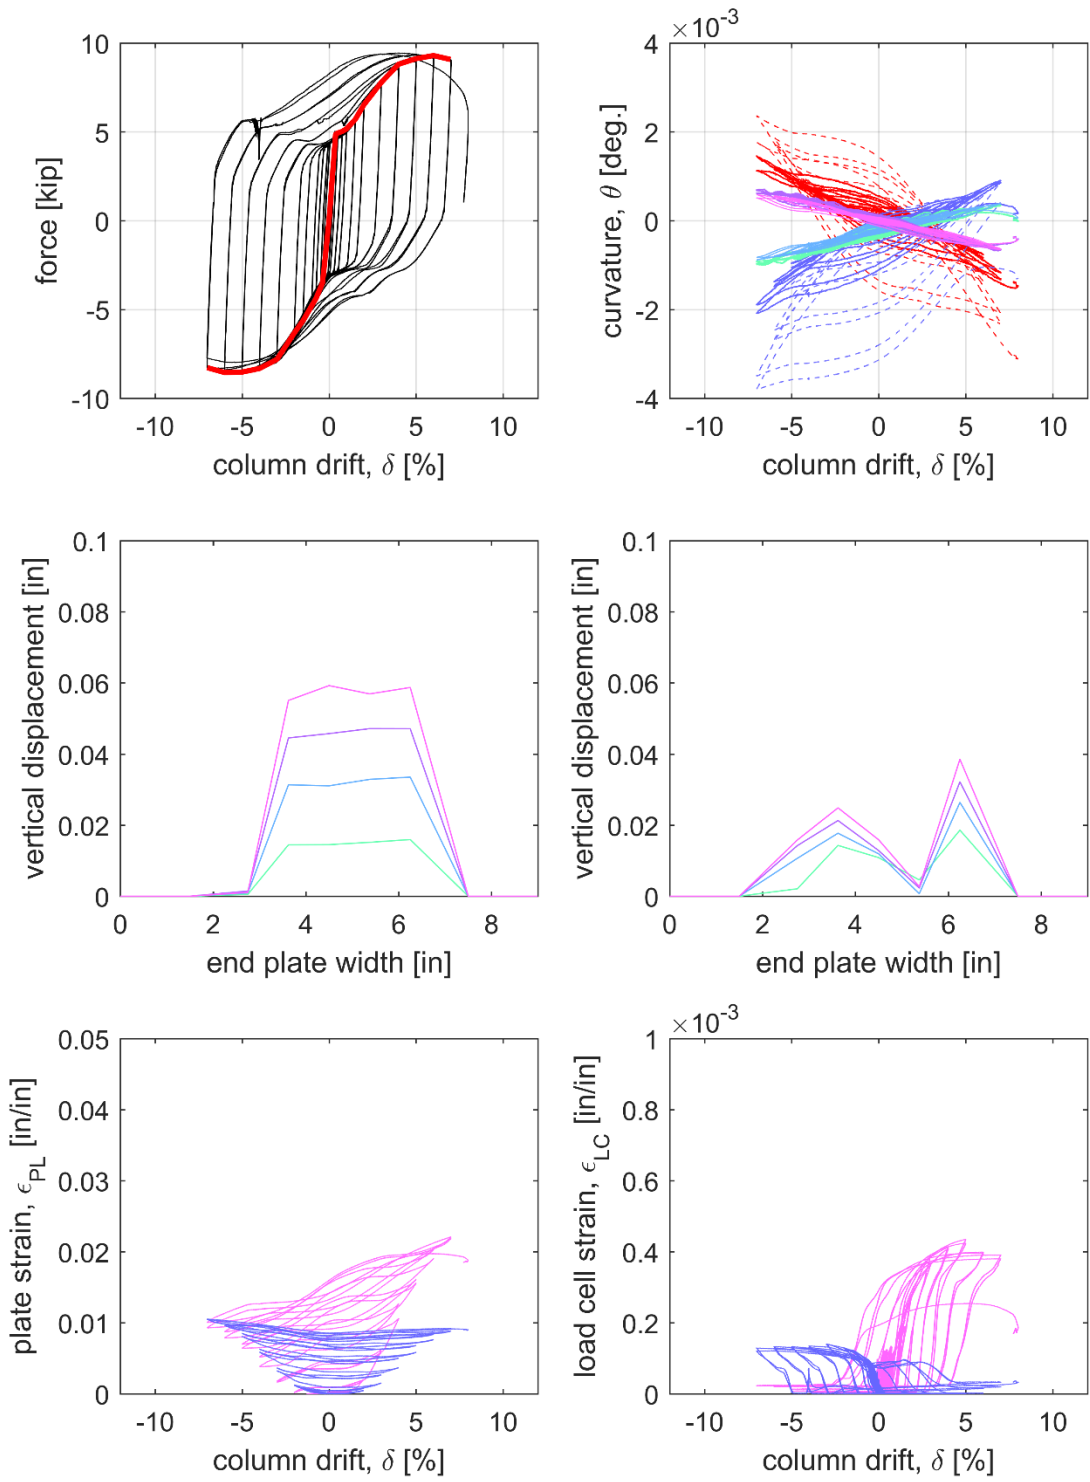 10
5
0
-5
-10
-10 -5 0 5 10
force [kip]
column drift, δ [%]
×10-3
4
2
0
-2
-4
-10 -5 0 5 10
curvature, θ [deg.]
column drift, δ [%]
0.1
0.08
0.06
0.04
0.02
0
0 2 4 6 8
vertical displacement [in]
end plate width [in]
0.1
0.08
0.06
0.04
0.02
0
0 2 4 6 8
vertical displacement [in]
end plate width [in]
0.05
0.04
0.03
0.02
0.01
0
-10 -5 0 5 10
plate strain, ϵPL [in/in]
column drift, δ [%]
×10-3
1
0.8
0.6
0.4
0.2
0
-10 -5 0 5 10
load cell strain, ϵLC [in/in]
column drift, δ [%]